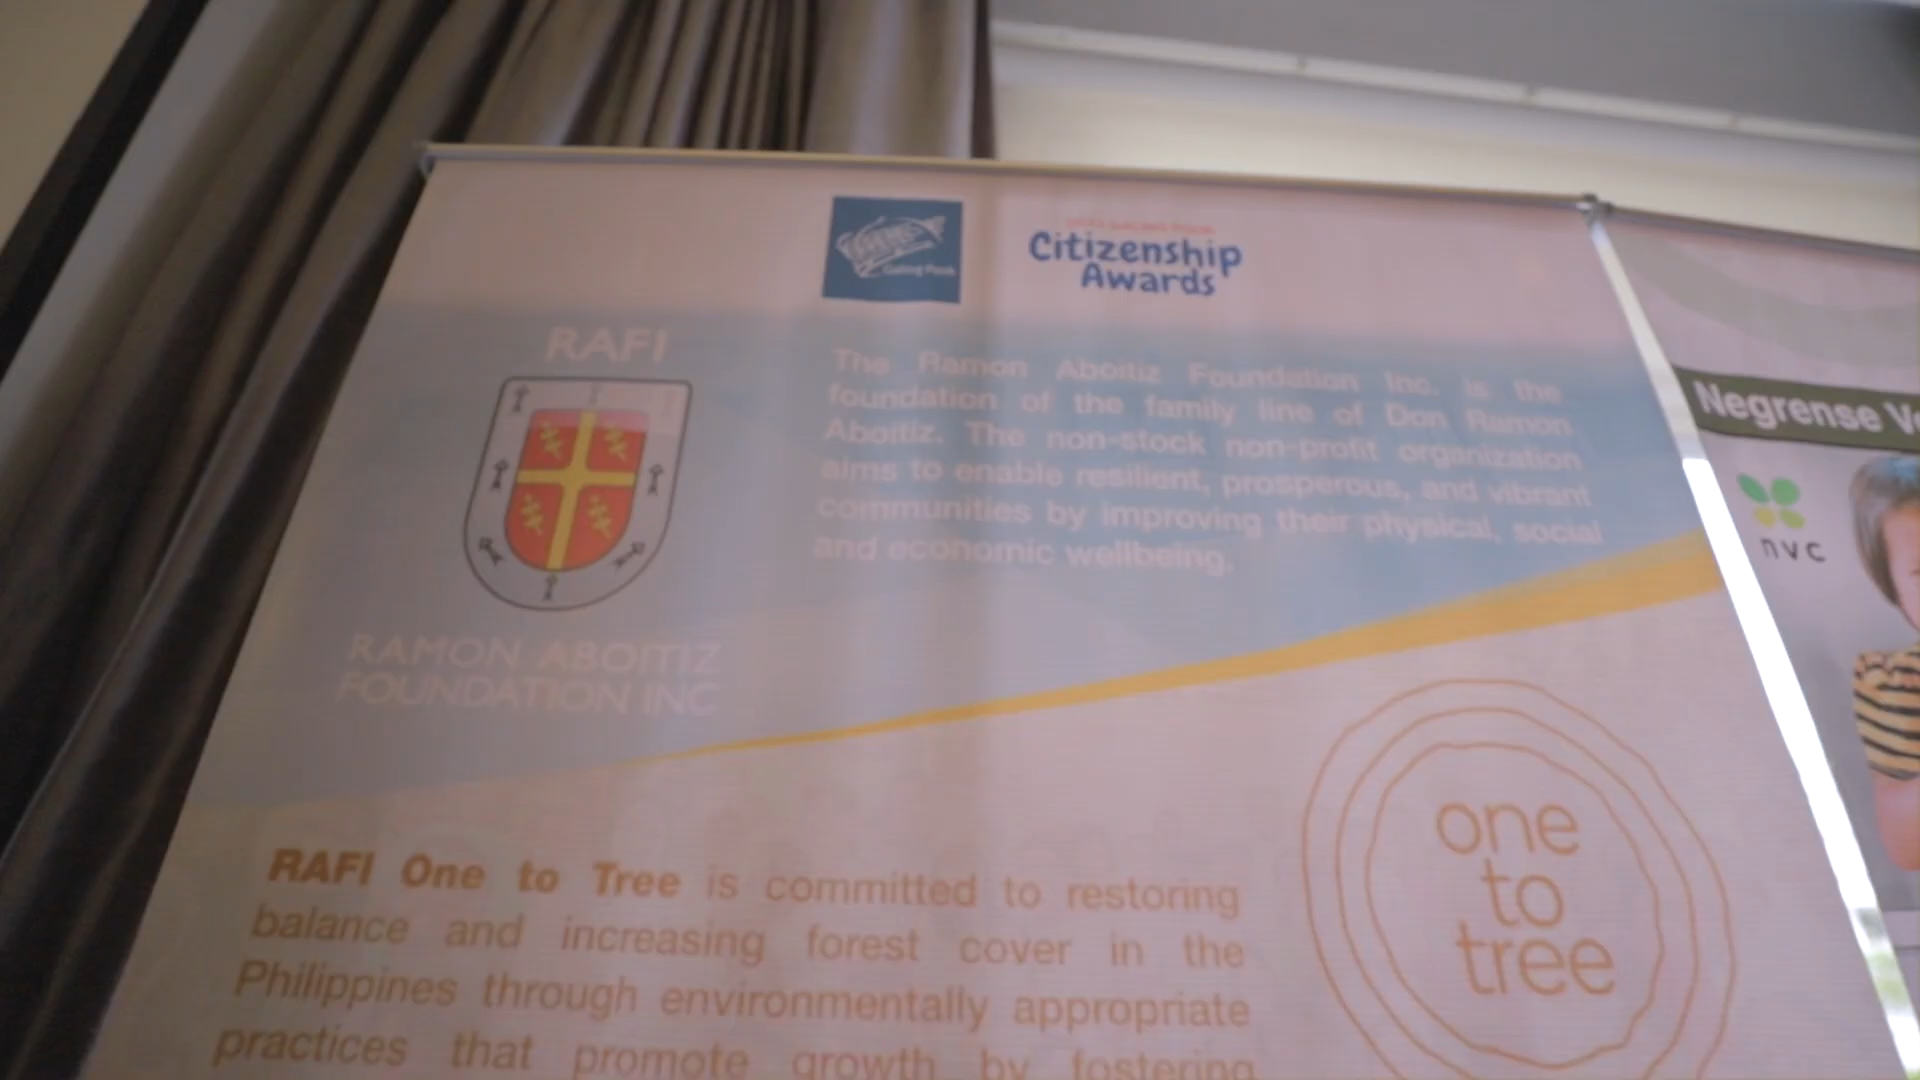 Galing Pook
Citizenship
Awards
RAFI
The Ramon Aboitiz Foundation Inc. is the
foundation of the family line of Don Ramon
Aboitiz. The non-stock non-profit organization
aims to enable resilient, prosperous, and vibrant
communities by improving their physical, social
and economic wellbeing.
RAMON ABOITIZ
FOUNDATION INC
RAFI One to Tree is committed to restoring
balance and increasing forest cover in the
Philippines through environmentally appropriate
practices that promote growth by fostering
one
to
tree
Negrense
nvc